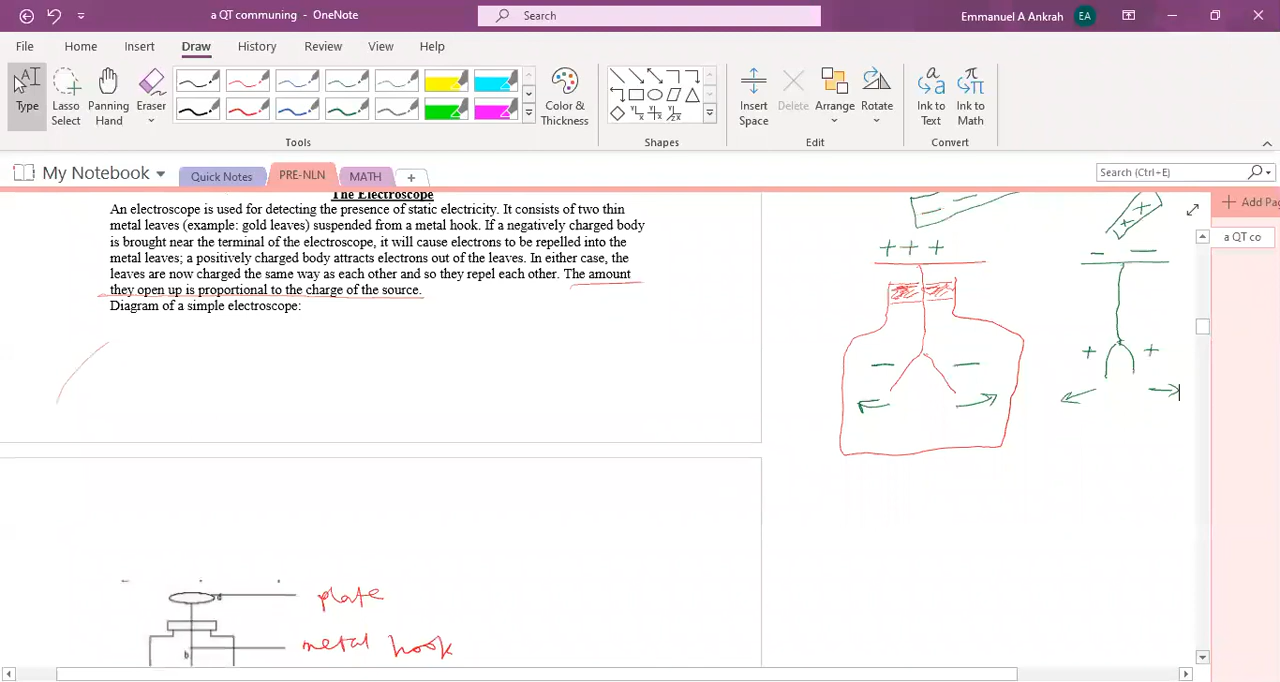 a QT communing - OneNote
Search
Emmanuel A Ankrah
EA
File
Home
Insert
Draw
History
Review
View
Help
Type
Lasso Select
Panning Hand
Eraser
Color & Thickness
Insert Space
Delete
Arrange
Rotate
Ink to Text
Ink to Math
Tools
Shapes
Edit
Convert
My Notebook
Quick Notes
PRE-NLN
MATH
+
Search (Ctrl+E)
The Electroscope
An electroscope is used for detecting the presence of static electricity. It consists of two thin
metal leaves (example: gold leaves) suspended from a metal hook. If a negatively charged body
is brought near the terminal of the electroscope, it will cause electrons to be repelled into the
metal leaves; a positively charged body attracts electrons out of the leaves. In either case, the
leaves are now charged the same way as each other and so they repel each other. The amount
they open up is proportional to the charge of the source.
Diagram of a simple electroscope:
- - -
+ + +
+ + +
- -
- -
+ +
Add Pag
a QT co
plate
metal hook
b